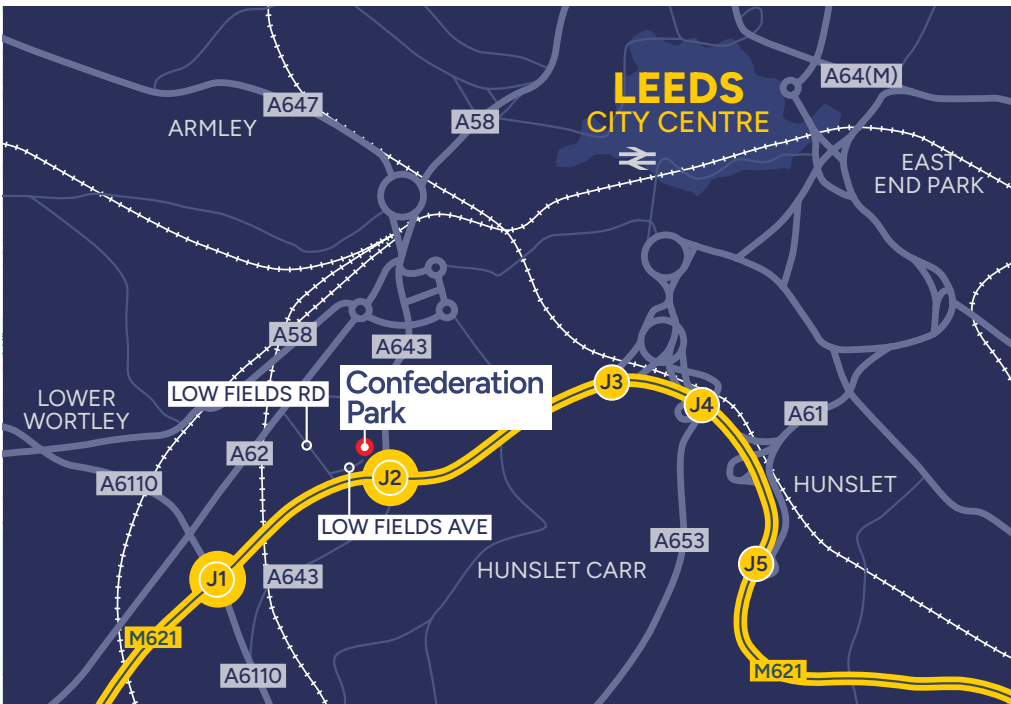 LEEDS
CITY CENTRE
A64(M)
A647
ARMLEY
A58
EAST
END PARK
A58
A643
Confederation
Park
LOW FIELDS RD
LOWER
WORTLEY
J3
J4
A61
A62
A6110
J2
HUNSLET
LOW FIELDS AVE
A653
HUNSLET CARR
J5
J1
A643
M621
A6110
M621